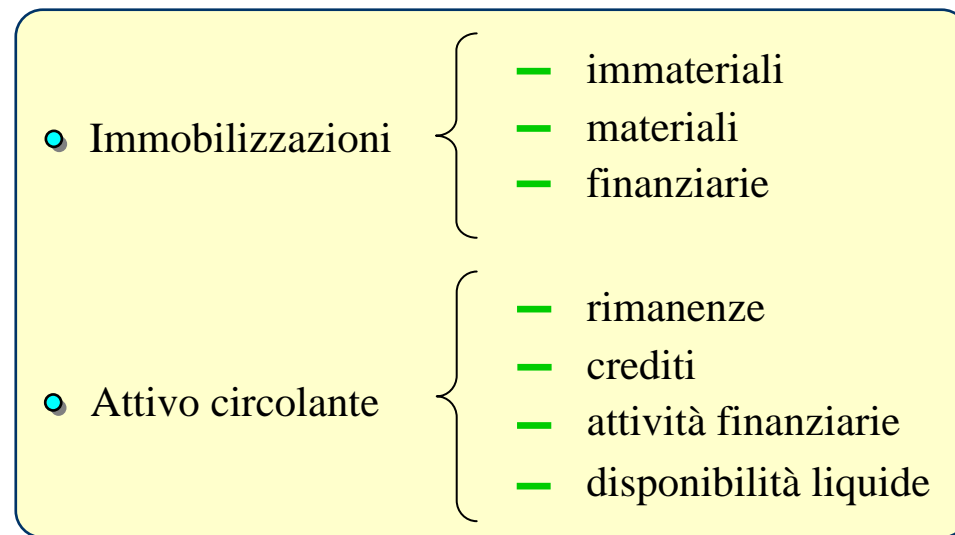 Immobilizzazioni
immateriali
materiali
finanziarie
Attivo circolante
rimanenze
crediti
attività finanziarie
disponibilità liquide